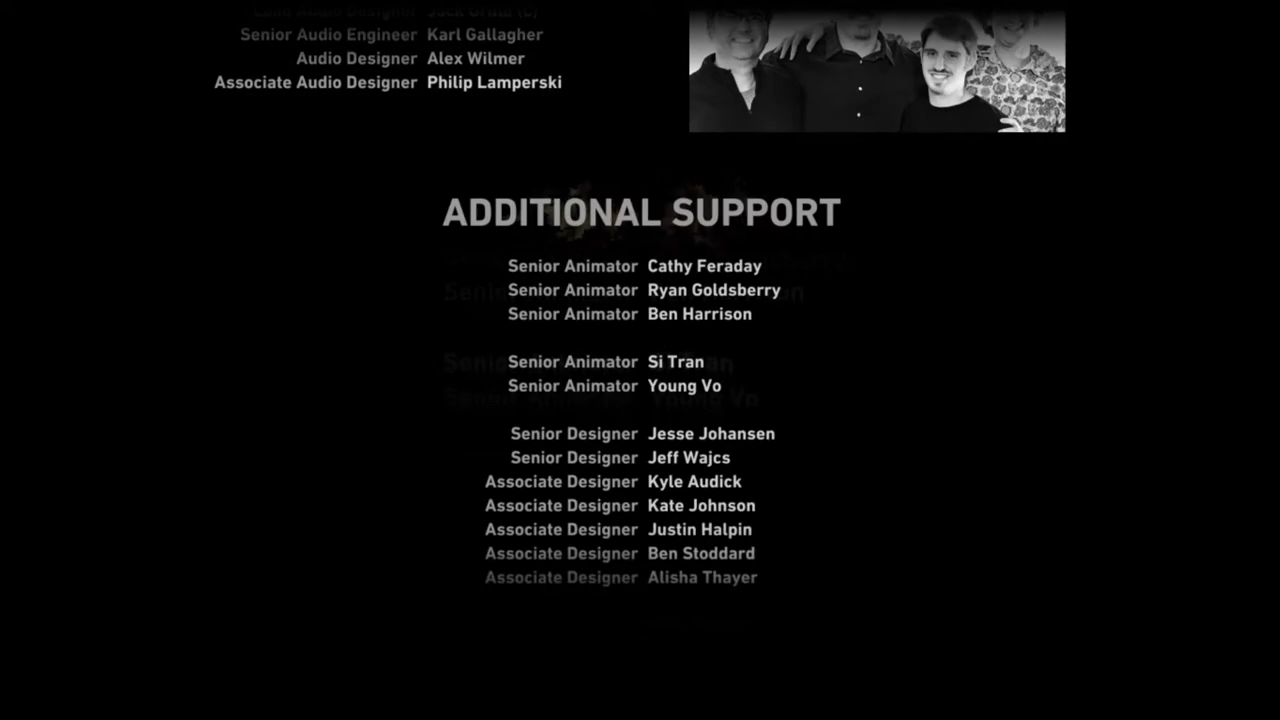 Senior Audio Engineer Karl Gallagher
Audio Designer Alex Wilmer
Associate Audio Designer Philip Lamperski
ADDITIONAL SUPPORT
Senior Animator Cathy Feraday
Senior Animator Ryan Goldsberry
Senior Animator Ben Harrison
Senior Animator Si Tran
Senior Animator Young Vo
Senior Designer Jesse Johansen
Senior Designer Jeff Wajcs
Associate Designer Kyle Audick
Associate Designer Kate Johnson
Associate Designer Justin Halpin
Associate Designer Ben Stoddard
Associate Designer Alisha Thayer